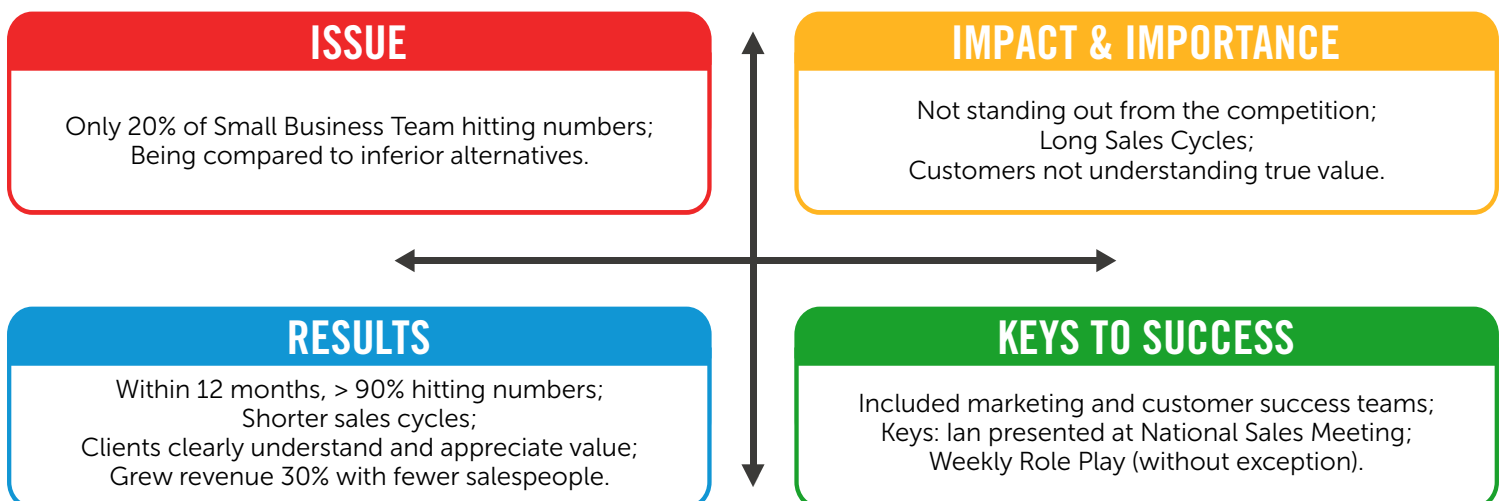 ISSUE
Only 20% of Small Business Team hitting numbers;
Being compared to inferior alternatives.
IMPACT & IMPORTANCE
Not standing out from the competition;
Long Sales Cycles;
Customers not understanding true value.
RESULTS
Within 12 months, > 90% hitting numbers;
Shorter sales cycles;
Clients clearly understand and appreciate value;
Grew revenue 30% with fewer salespeople.
KEYS TO SUCCESS
Included marketing and customer success teams;
Keys: Ian presented at National Sales Meeting;
Weekly Role Play (without exception).